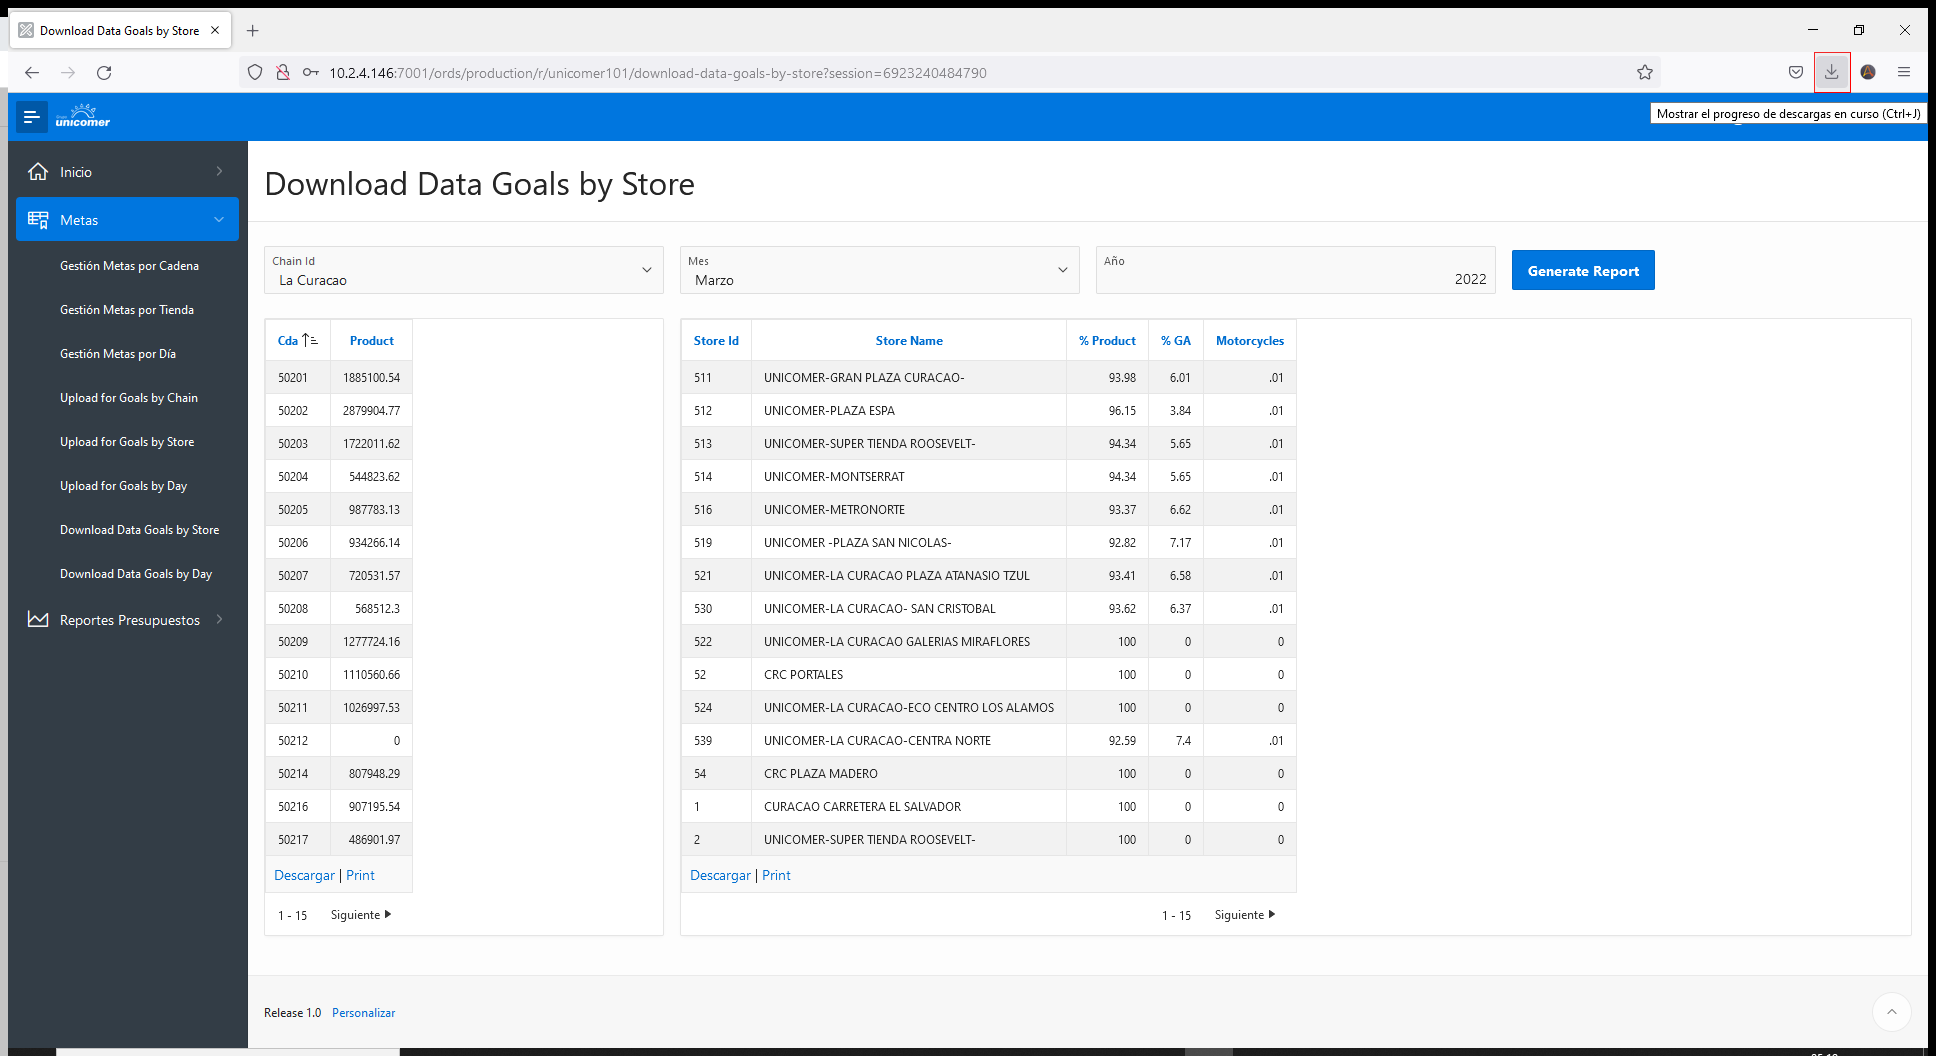 Download Data Goals by Store
10.2.4.146:7001/ords/production/r/unicomer101/download-data-goals-by-store?session=6923240484790
unicomer
Mostrar el progreso de descargas en curso (Ctrl+J)
Inicio
Metas
Gestión Metas por Cadena
Gestión Metas por Tienda
Gestión Metas por Día
Upload for Goals by Chain
Upload for Goals by Store
Upload for Goals by Day
Download Data Goals by Store
Download Data Goals by Day
Reportes Presupuestos
Download Data Goals by Store
Chain Id
La Curacao
Mes
Marzo
Año
2022
Generate Report
Cda Product
50201 1885100.54
50202 2879904.77
50203 1722011.62
50204 544823.62
50205 987783.13
50206 934266.14
50207 720531.57
50208 568512.3
50209 1277724.16
50210 1110560.66
50211 1026997.53
50212 0
50214 807948.29
50216 907195.54
50217 486901.97
Descargar | Print
1 - 15 Siguiente
Store Id Store Name % Product % GA Motorcycles
511 UNICOMER-GRAN PLAZA CURACAO- 93.98 6.01 .01
512 UNICOMER-PLAZA ESPA 96.15 3.84 .01
513 UNICOMER-SUPER TIENDA ROOSEVELT- 94.34 5.65 .01
514 UNICOMER-MONTSERRAT 94.34 5.65 .01
516 UNICOMER-METRONORTE 93.37 6.62 .01
519 UNICOMER -PLAZA SAN NICOLAS- 92.82 7.17 .01
521 UNICOMER-LA CURACAO PLAZA ATANASIO TZUL 93.41 6.58 .01
530 UNICOMER-LA CURACAO- SAN CRISTOBAL 93.62 6.37 .01
522 UNICOMER-LA CURACAO GALERIAS MIRAFLORES 100 0 0
52 CRC PORTALES 100 0 0
524 UNICOMER-LA CURACAO-ECO CENTRO LOS ALAMOS 100 0 0
539 UNICOMER-LA CURACAO-CENTRA NORTE 92.59 7.4 .01
54 CRC PLAZA MADERO 100 0 0
1 CURACAO CARRETERA EL SALVADOR 100 0 0
2 UNICOMER-SUPER TIENDA ROOSEVELT- 100 0 0
Descargar | Print
1 - 15 Siguiente
Release 1.0 Personalizar